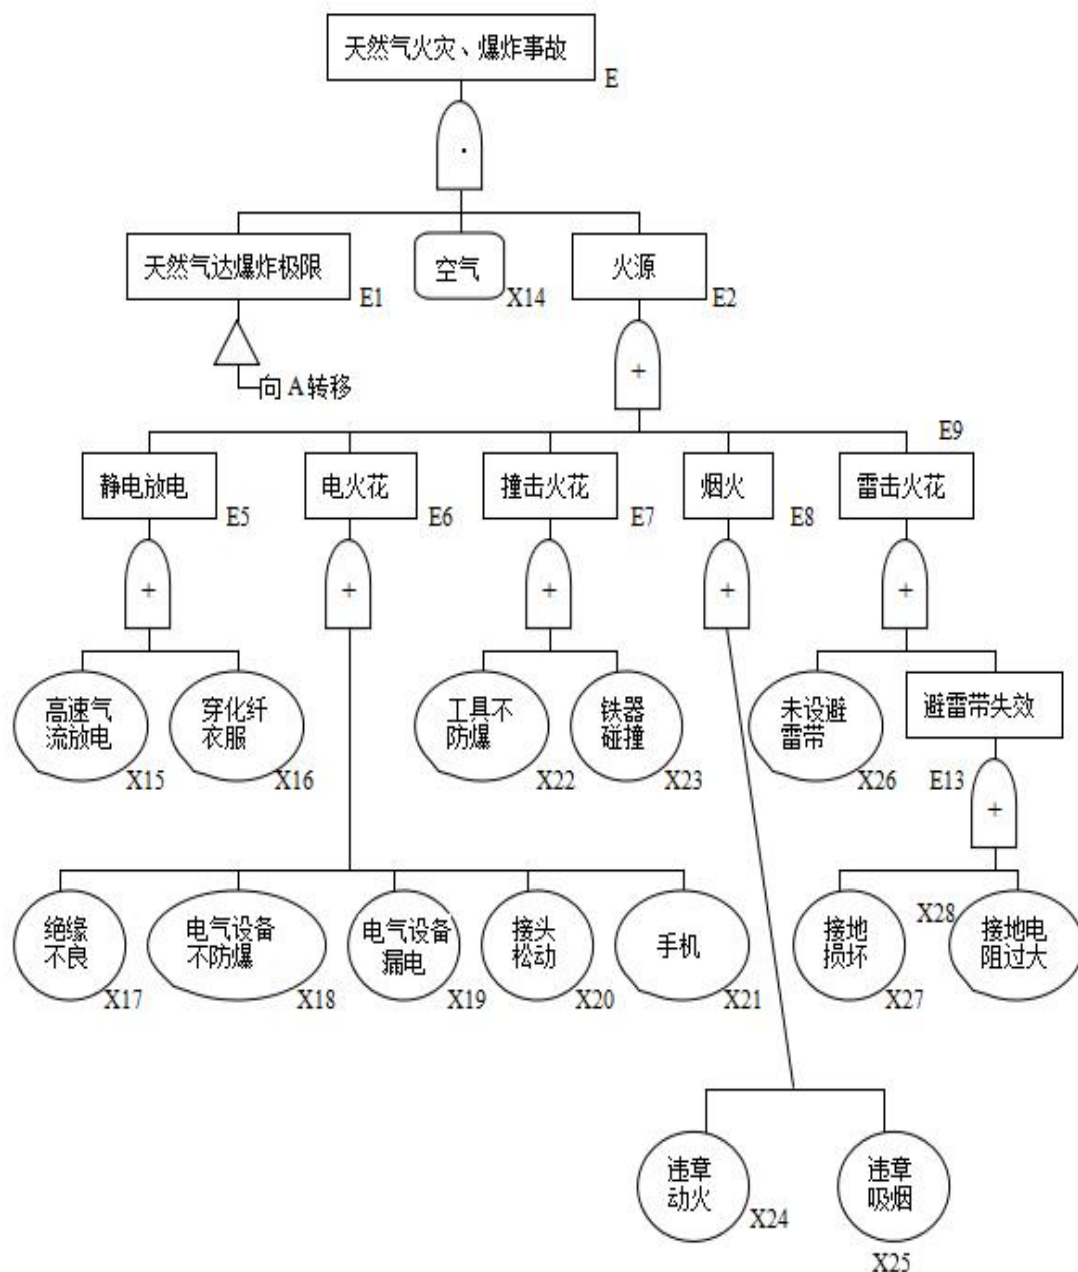 天然气火灾、爆炸事故
E
·
天然气达爆炸极限
E1
空气
X14
火源
E2
向A转移
+
E9
静电放电
E5
电火花
E6
撞击火花
E7
烟火
E8
雷击火花
+
+
+
+
+
高速气
流放电
X15
穿化纤
衣服
X16
工具不
防爆
X22
铁器
碰撞
X23
未设避
雷带
X26
避雷带失效
E13
+
绝缘
不良
X17
电气设备
不防爆
X18
电气设备
漏电
X19
接头
松动
X20
手机
X21
接地
损坏
X27
X28
接地电
阻过大
违章
动火
X24
违章
吸烟
X25